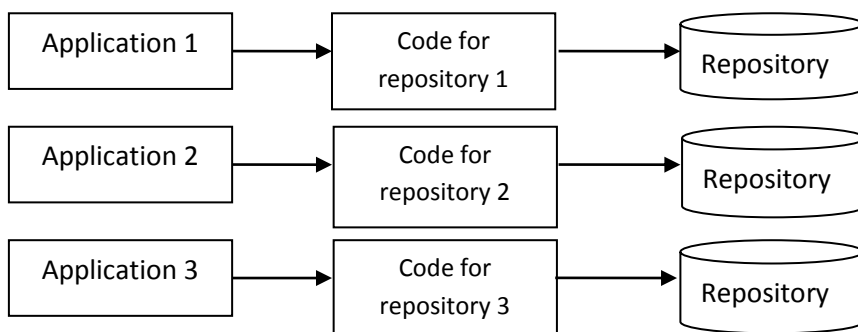 Application 1
Code for
repository 1
Repository
Application 2
Code for
repository 2
Repository
Application 3
Code for
repository 3
Repository